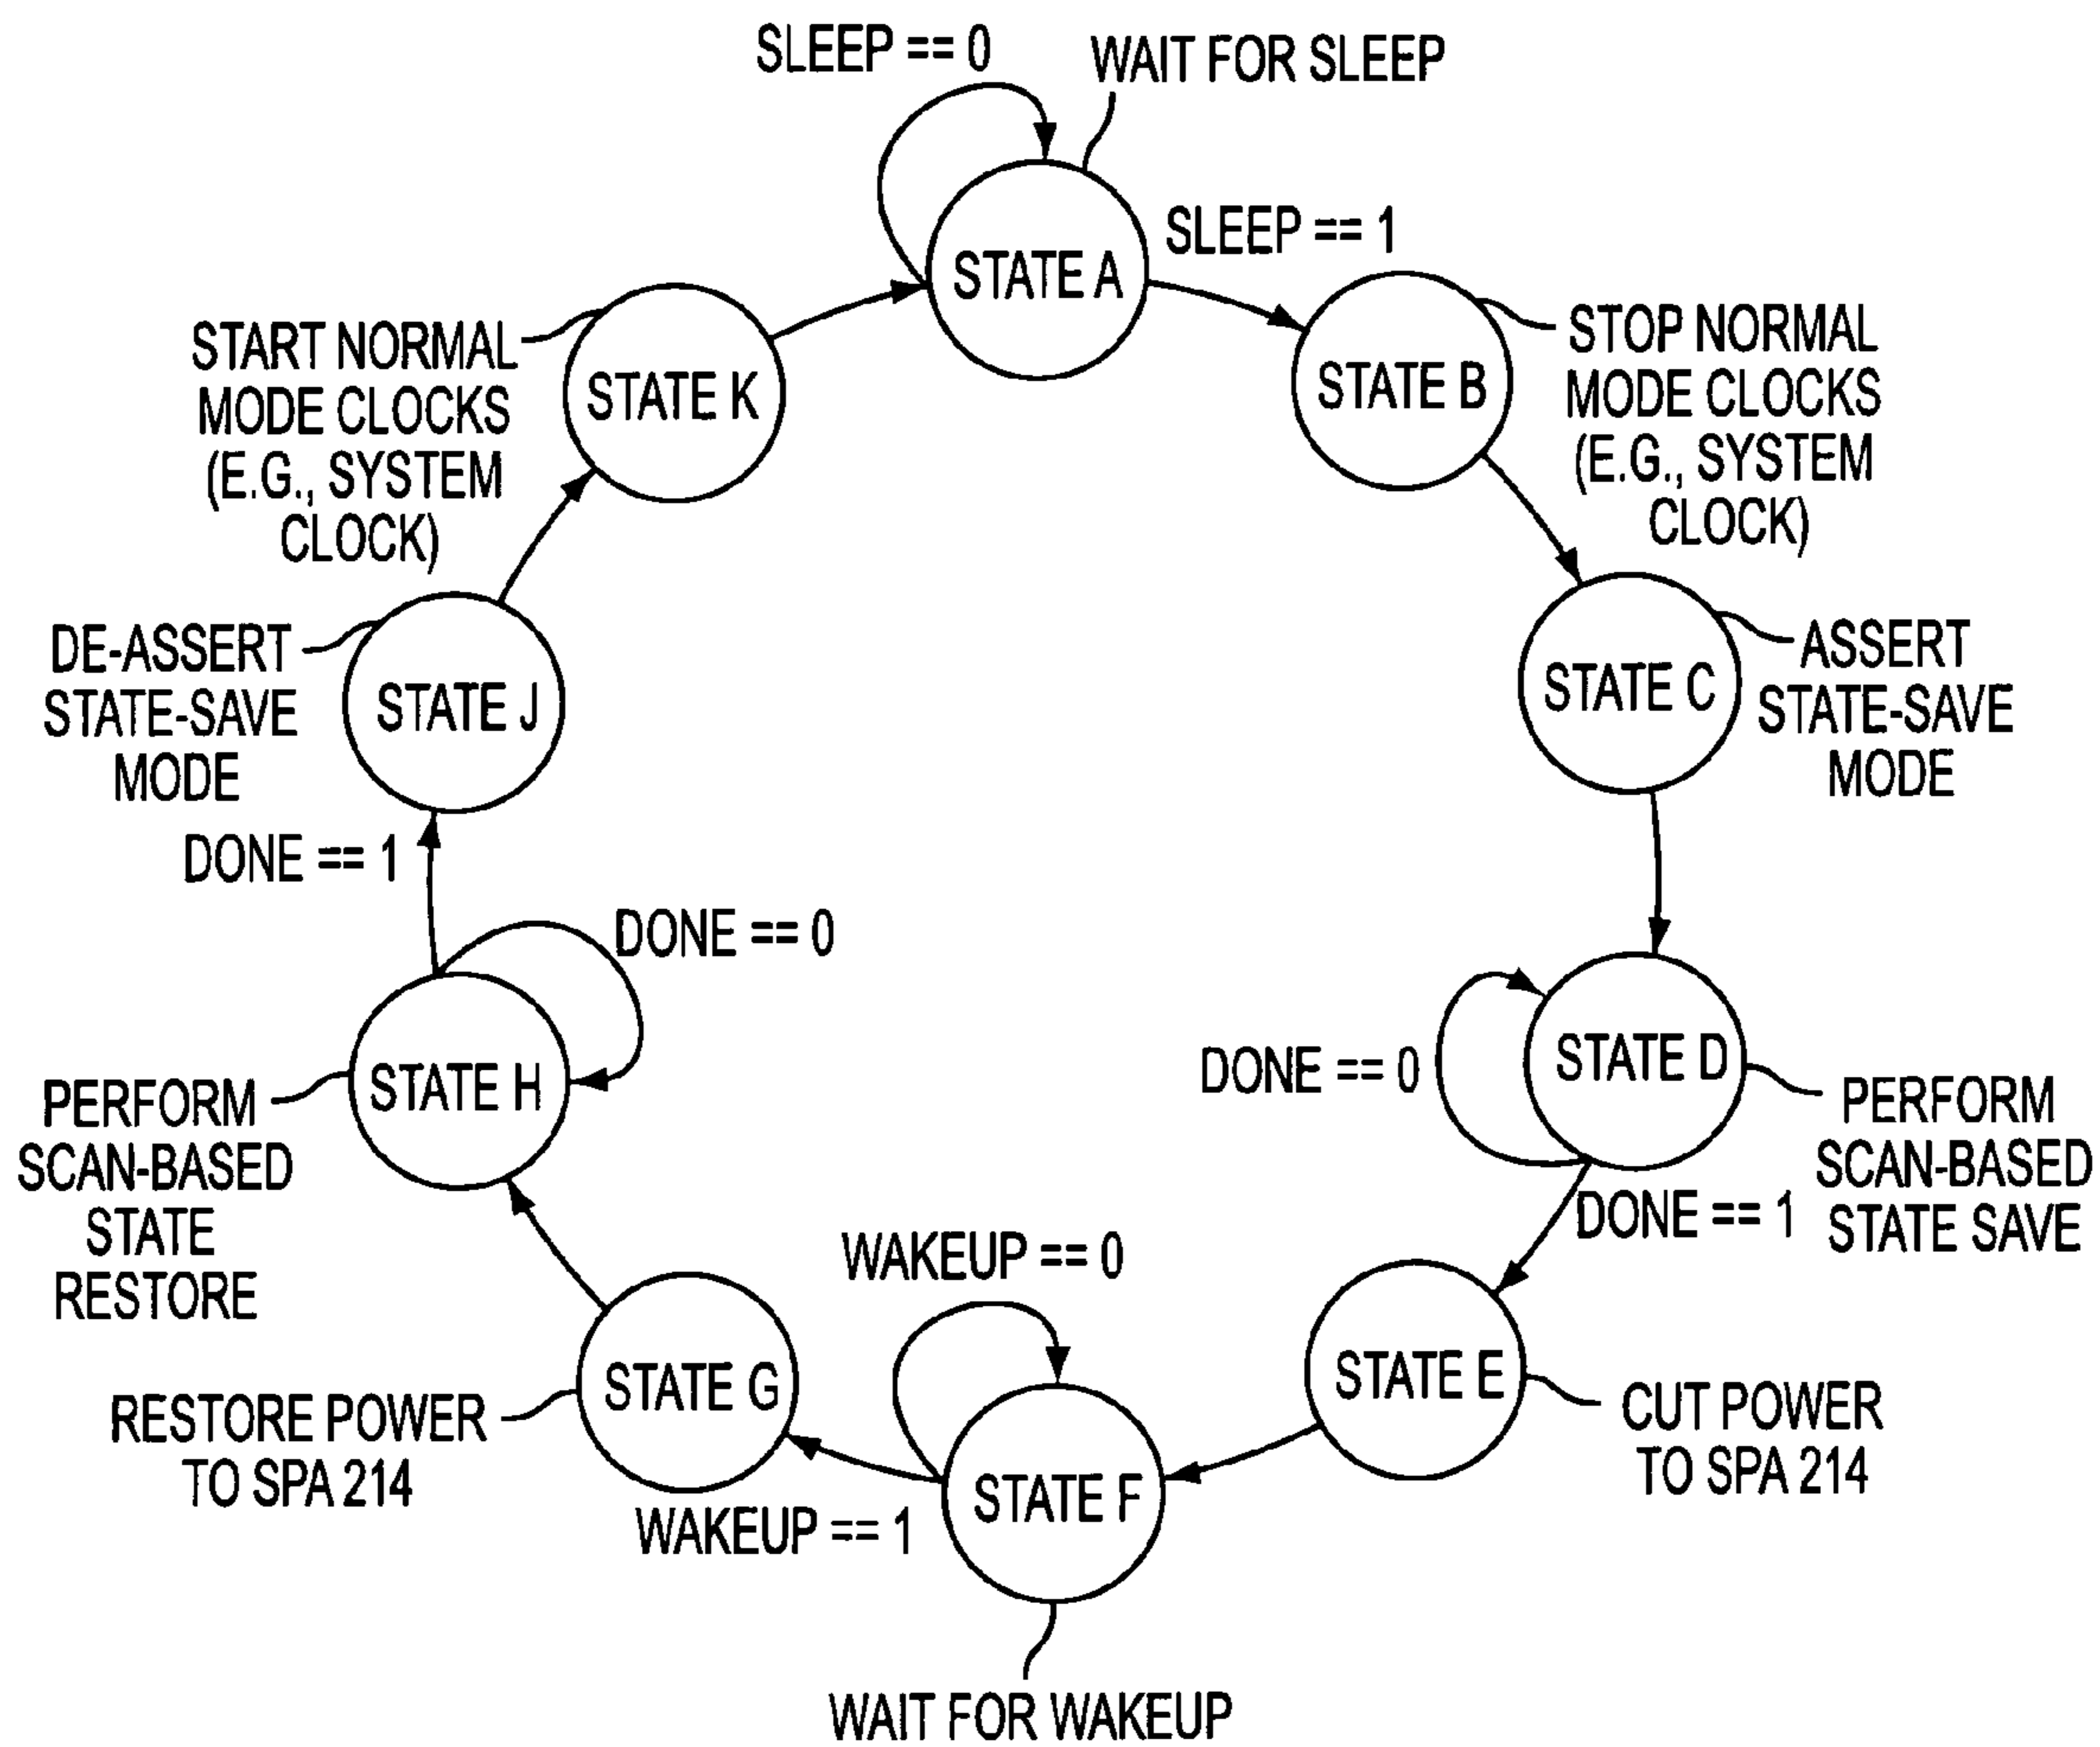 SLEEP == 0
WAIT FOR SLEEP
STATE A
SLEEP == 1
STATE B
STOP NORMAL
MODE CLOCKS
(E.G., SYSTEM
CLOCK)
STATE C
ASSERT
STATE-SAVE
MODE
STATE D
DONE == 0
PERFORM
SCAN-BASED
STATE SAVE
DONE == 1
STATE E
CUT POWER
TO SPA 214
STATE F
WAKEUP == 0
WAIT FOR WAKEUP
WAKEUP == 1
STATE G
RESTORE POWER
TO SPA 214
STATE H
PERFORM
SCAN-BASED
STATE
RESTORE
DONE == 0
DONE == 1
STATE J
DE-ASSERT
STATE-SAVE
MODE
STATE K
START NORMAL
MODE CLOCKS
(E.G., SYSTEM
CLOCK)